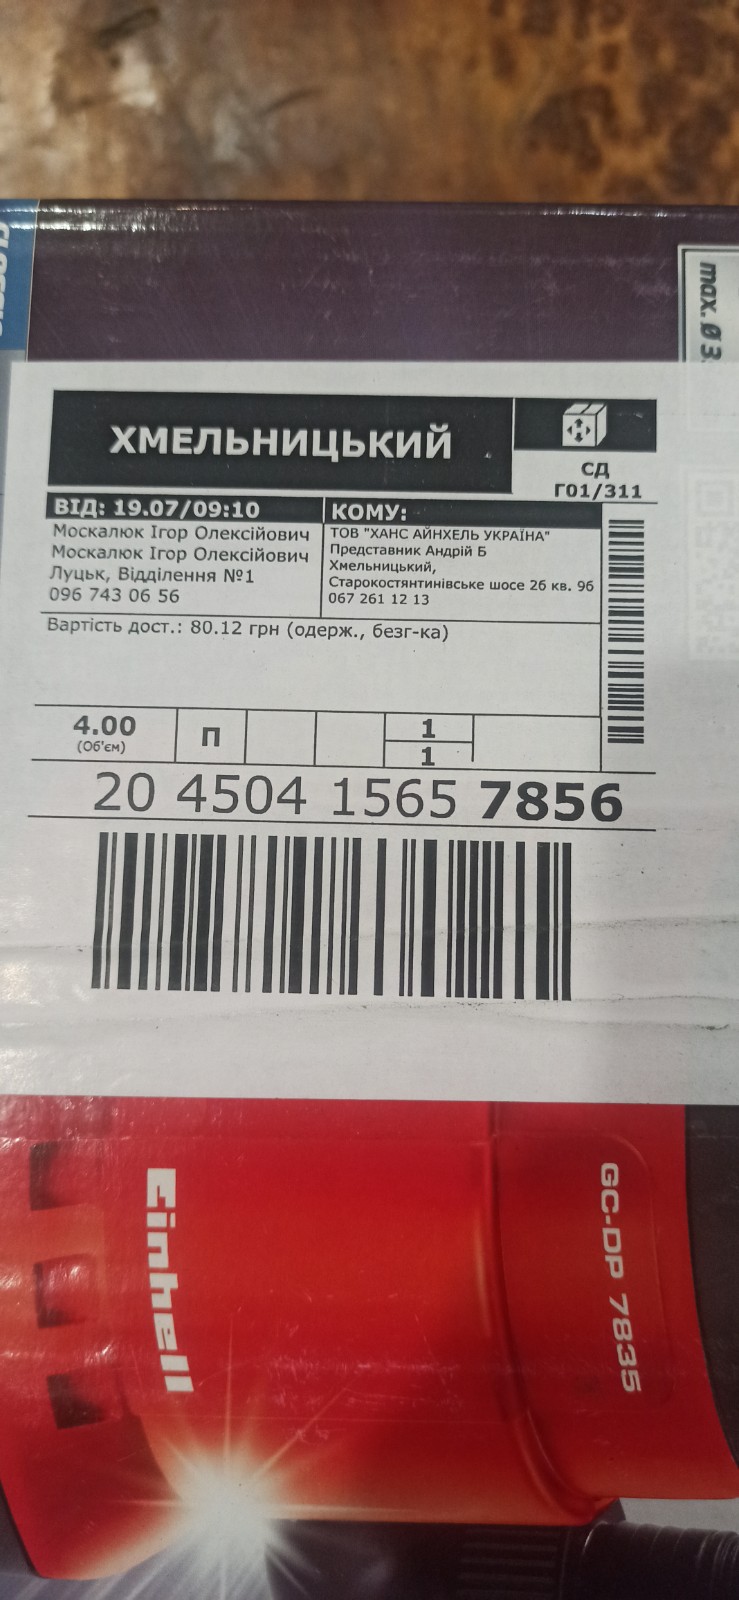 max. Ø
ХМЕЛЬНИЦЬКИЙ
СД
Г01/311
ВІД: 19.07/09:10
Москалюк Ігор Олексійович
Москалюк Ігор Олексійович
Луцьк, Відділення №1
096 743 06 56
КОМУ:
ТОВ "ХАНС АЙНХЕЛЬ УКРАЇНА"
Представник Андрій Б
Хмельницький,
Старокостянтинівське шосе 26 кв. 96
067 261 12 13
Вартість дост.: 80.12 грн (одерж., безг-ка)
4.00
(Об'єм)
П
1
1
20 4504 1565 7856
Einhell
GC-DP 7835